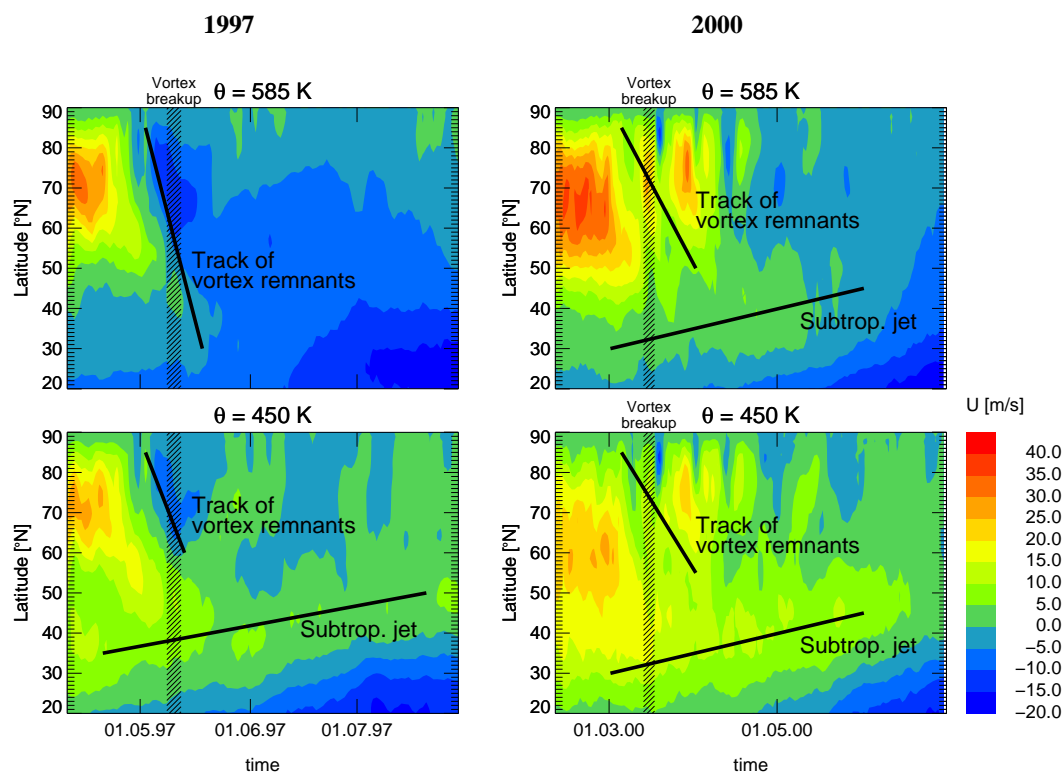 1997
2000
Vortex
breakup
θ = 585 K
Vortex
breakup
θ = 585 K
Latitude [°N]
90
80
70
60
50
40
30
20
Track of
vortex remnants
Latitude [°N]
90
80
70
60
50
40
30
20
Track of
vortex remnants
Subtrop. jet
θ = 450 K
Vortex
breakup
θ = 450 K
Latitude [°N]
90
80
70
60
50
40
30
20
Track of
vortex remnants
Subtrop. jet
01.05.97
01.06.97
01.07.97
time
Latitude [°N]
90
80
70
60
50
40
30
20
Track of
vortex remnants
Subtrop. jet
01.03.00
01.05.00
time
U [m/s]
40.0
35.0
30.0
25.0
20.0
15.0
10.0
5.0
0.0
−5.0
−10.0
−15.0
−20.0